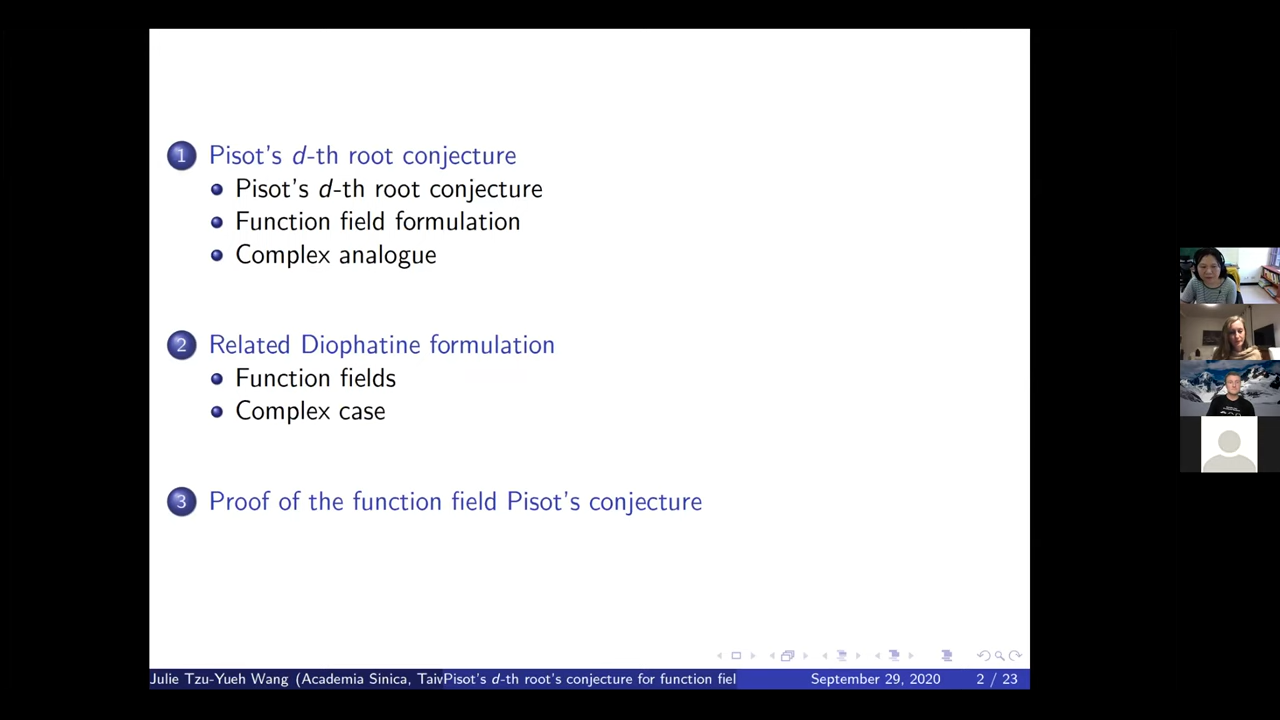 1 Pisot's d-th root conjecture
Pisot's d-th root conjecture
Function field formulation
Complex analogue
2 Related Diophatine formulation
Function fields
Complex case
3 Proof of the function field Pisot's conjecture
Julie Tzu-Yueh Wang (Academia Sinica, Taiv Pisot's d-th root's conjecture for function fiel September 29, 2020 2 / 23